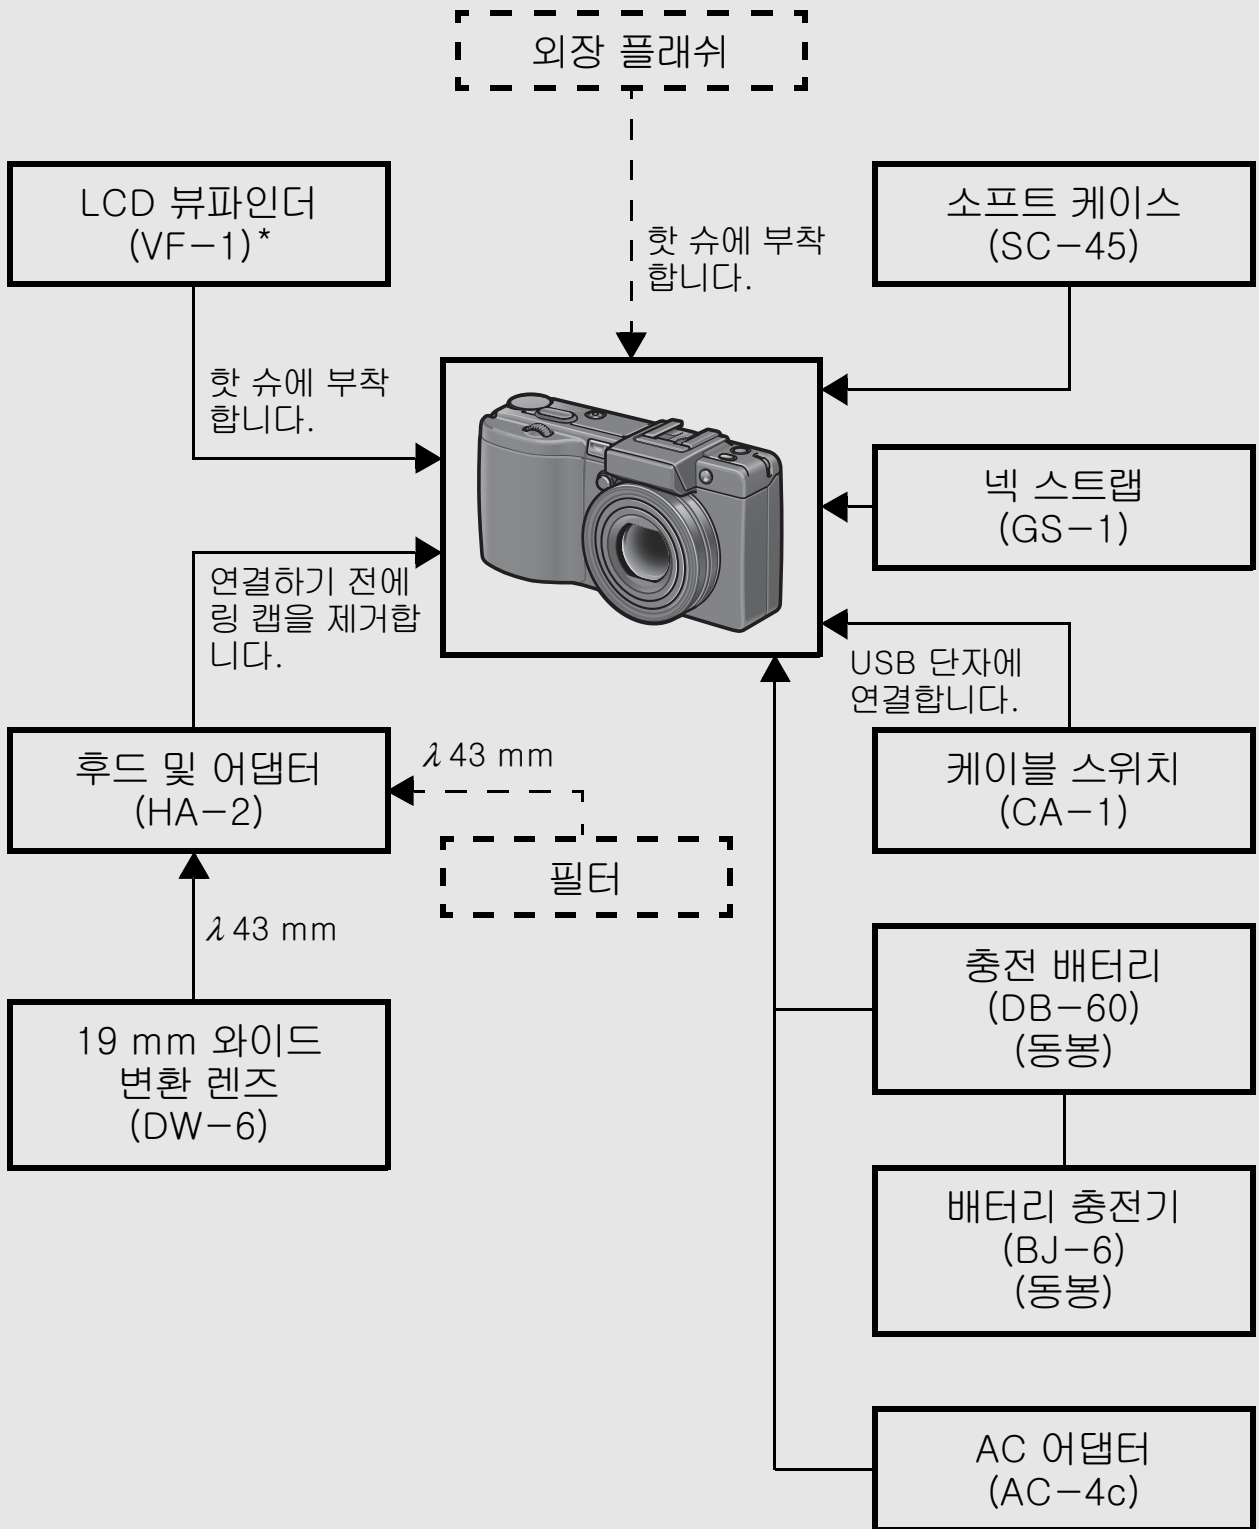 외장 플래쉬
LCD 뷰파인더
(VF-1)*
핫 슈에 부착
합니다.
소프트 케이스
(SC-45)
핫 슈에 부착
합니다.
넥 스트랩
(GS-1)
연결하기 전에
링 캡을 제거합
니다.
USB 단자에
연결합니다.
후드 및 어댑터
(HA-2)
λ 43 mm
케이블 스위치
(CA-1)
필터
λ 43 mm
충전 배터리
(DB-60)
(동봉)
19 mm 와이드
변환 렌즈
(DW-6)
배터리 충전기
(BJ-6)
(동봉)
AC 어댑터
(AC-4c)